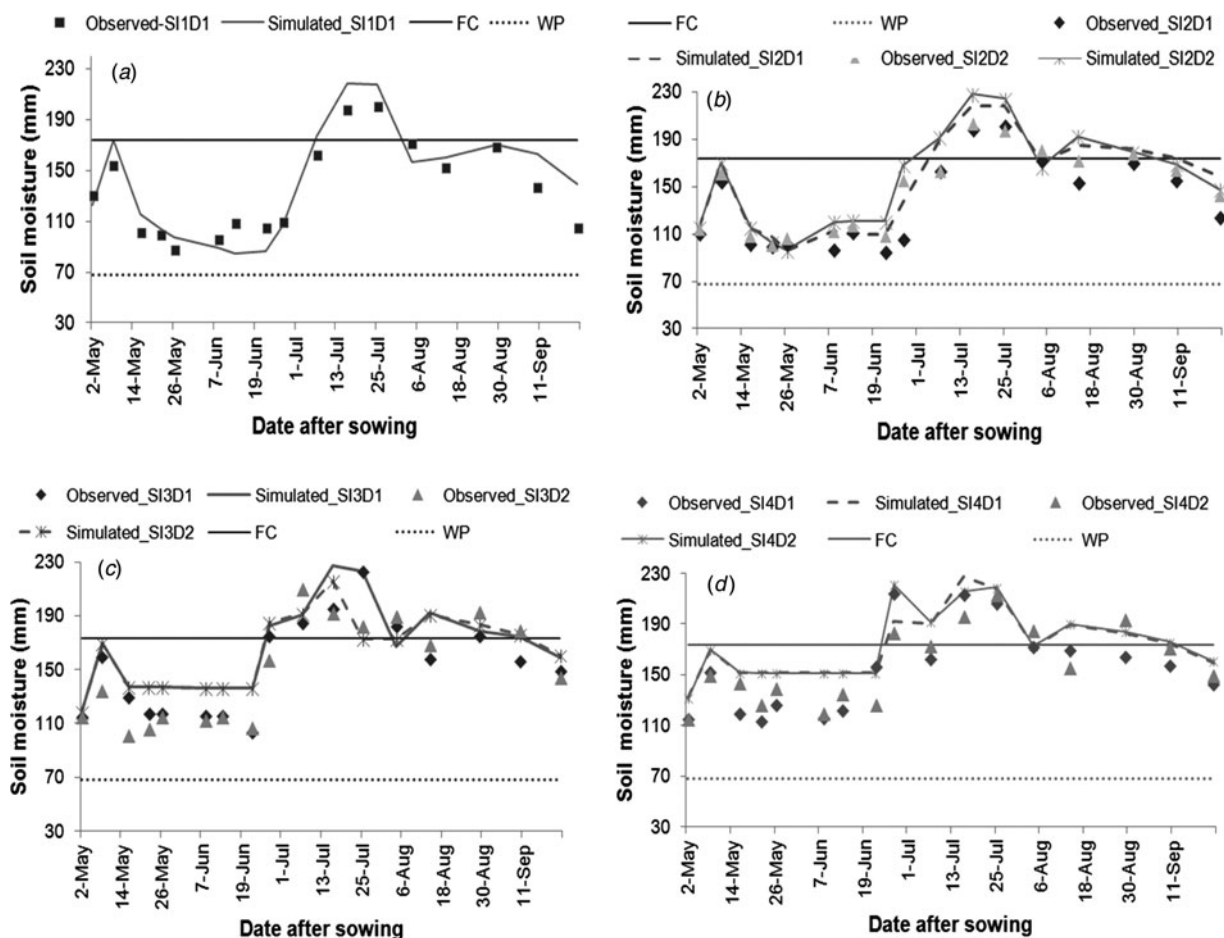 Observed-SI1D1 Simulated_SI1D1 FC WP
(a)
Soil moisture (mm)
230
190
150
110
70
30
2-May 14-May 26-May 7-Jun 19-Jun 1-Jul 13-Jul 25-Jul 6-Aug 18-Aug 30-Aug 11-Sep
Date after sowing
FC WP Observed_SI2D1
Simulated_SI2D1 Observed_SI2D2 Simulated_SI2D2
(b)
Soil moisture (mm)
230
190
150
110
70
30
2-May 14-May 26-May 7-Jun 19-Jun 1-Jul 13-Jul 25-Jul 6-Aug 18-Aug 30-Aug 11-Sep
Date after sowing
Observed_SI3D1 Simulated_SI3D1 Observed_SI3D2
Simulated_SI3D2 FC WP
(c)
Soil moisture (mm)
230
190
150
110
70
30
2-May 14-May 26-May 7-Jun 19-Jun 1-Jul 13-Jul 25-Jul 6-Aug 18-Aug 30-Aug 11-Sep
Date after sowing
Observed_SI4D1 Simulated_SI4D1 Observed_SI4D2
Simulated_SI4D2 FC WP
(d)
Soil moisture (mm)
230
190
150
110
70
30
2-May 14-May 26-May 7-Jun 19-Jun 1-Jul 13-Jul 25-Jul 6-Aug 18-Aug 30-Aug 11-Sep
Date after sowing